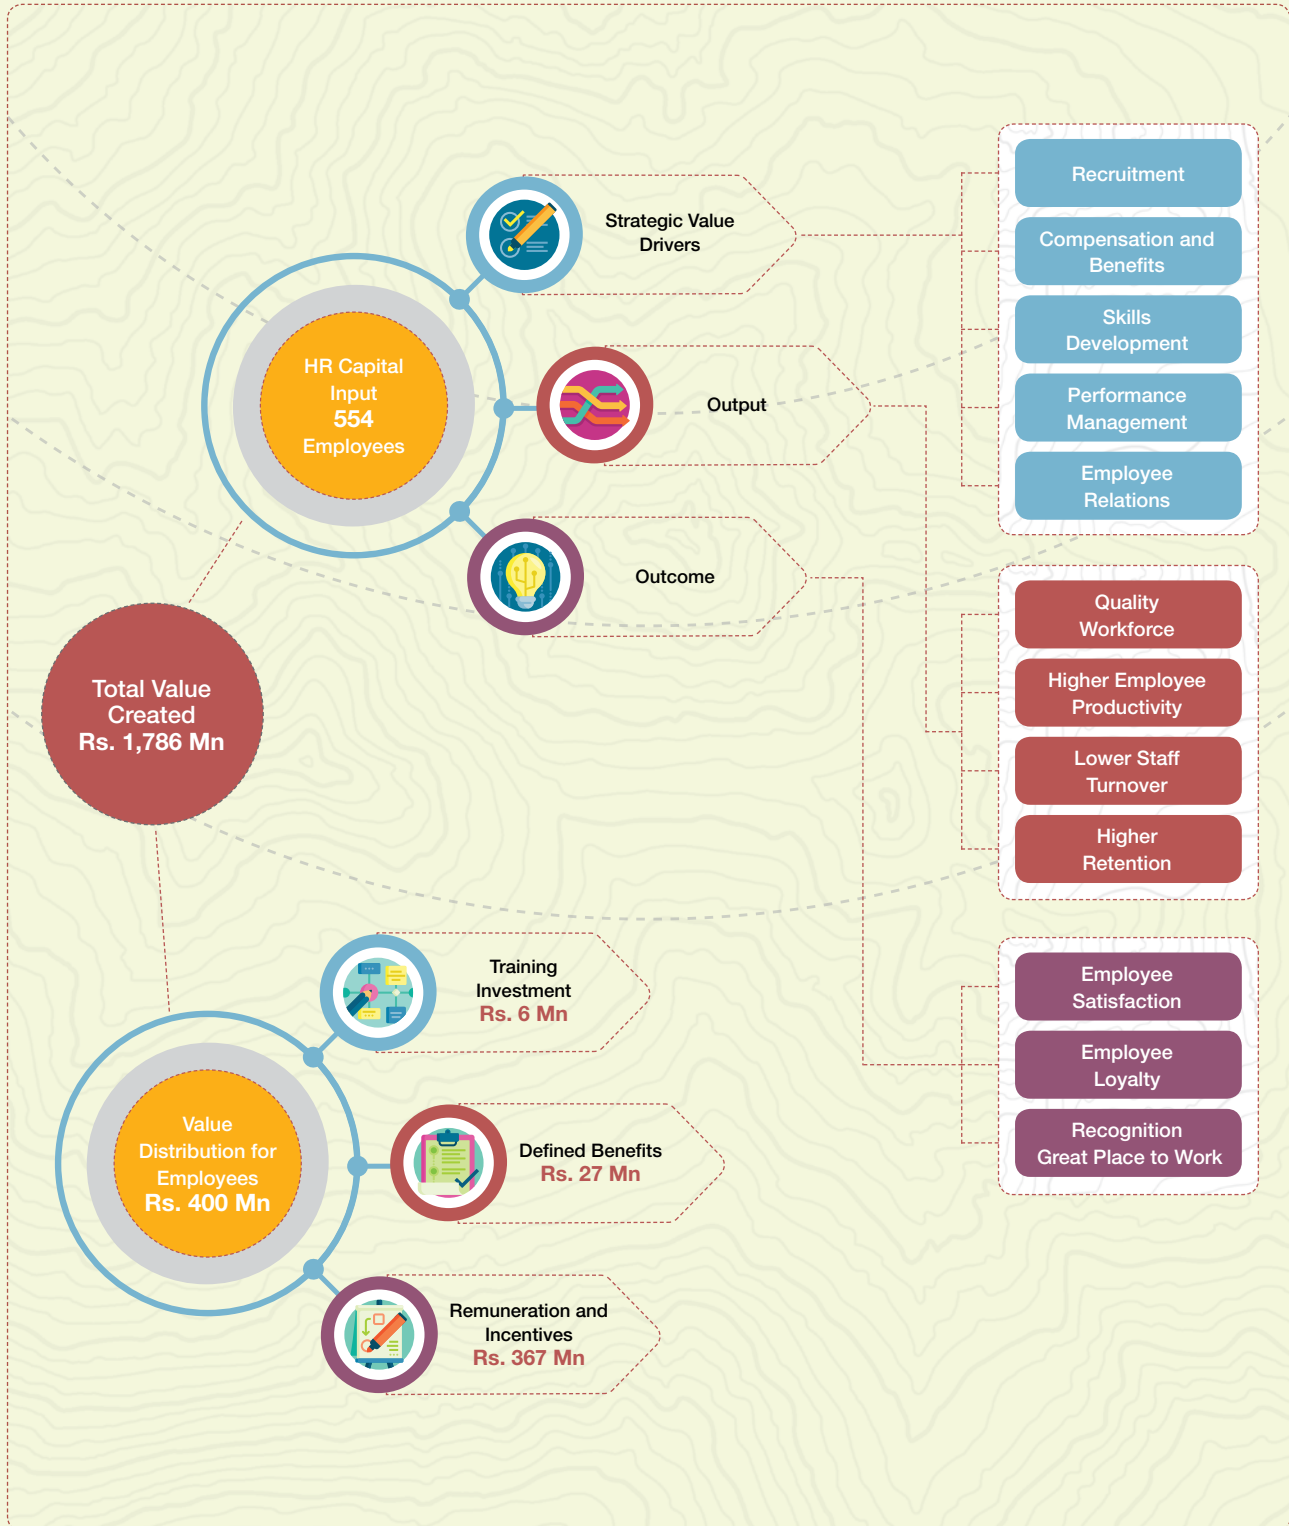 Strategic Value
Drivers
HR Capital
Input
554
Employees
Output
Outcome
Recruitment
Compensation and
Benefits
Skills
Development
Performance
Management
Employee
Relations
Quality
Workforce
Higher Employee
Productivity
Lower Staff
Turnover
Higher
Retention
Employee
Satisfaction
Employee
Loyalty
Recognition
Great Place to Work
Total Value
Created
Rs. 1,786 Mn
Value
Distribution for
Employees
Rs. 400 Mn
Training
Investment
Rs. 6 Mn
Defined Benefits
Rs. 27 Mn
Remuneration and
Incentives
Rs. 367 Mn